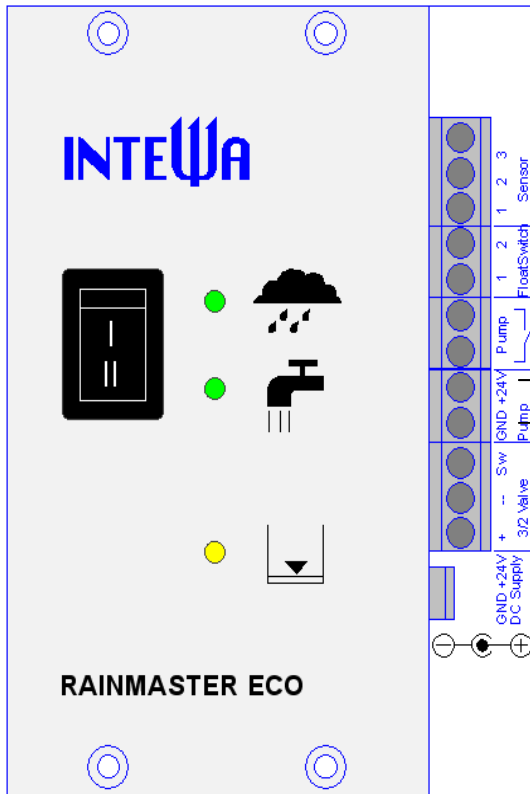 INTEWA
I
II
RAINMASTER ECO
1 2 3
Sensor
1 2
FloatSwitch
Pump
GND +24V
Pump
+ -- Sw
3/2 Valve
GND +24V
DC Supply